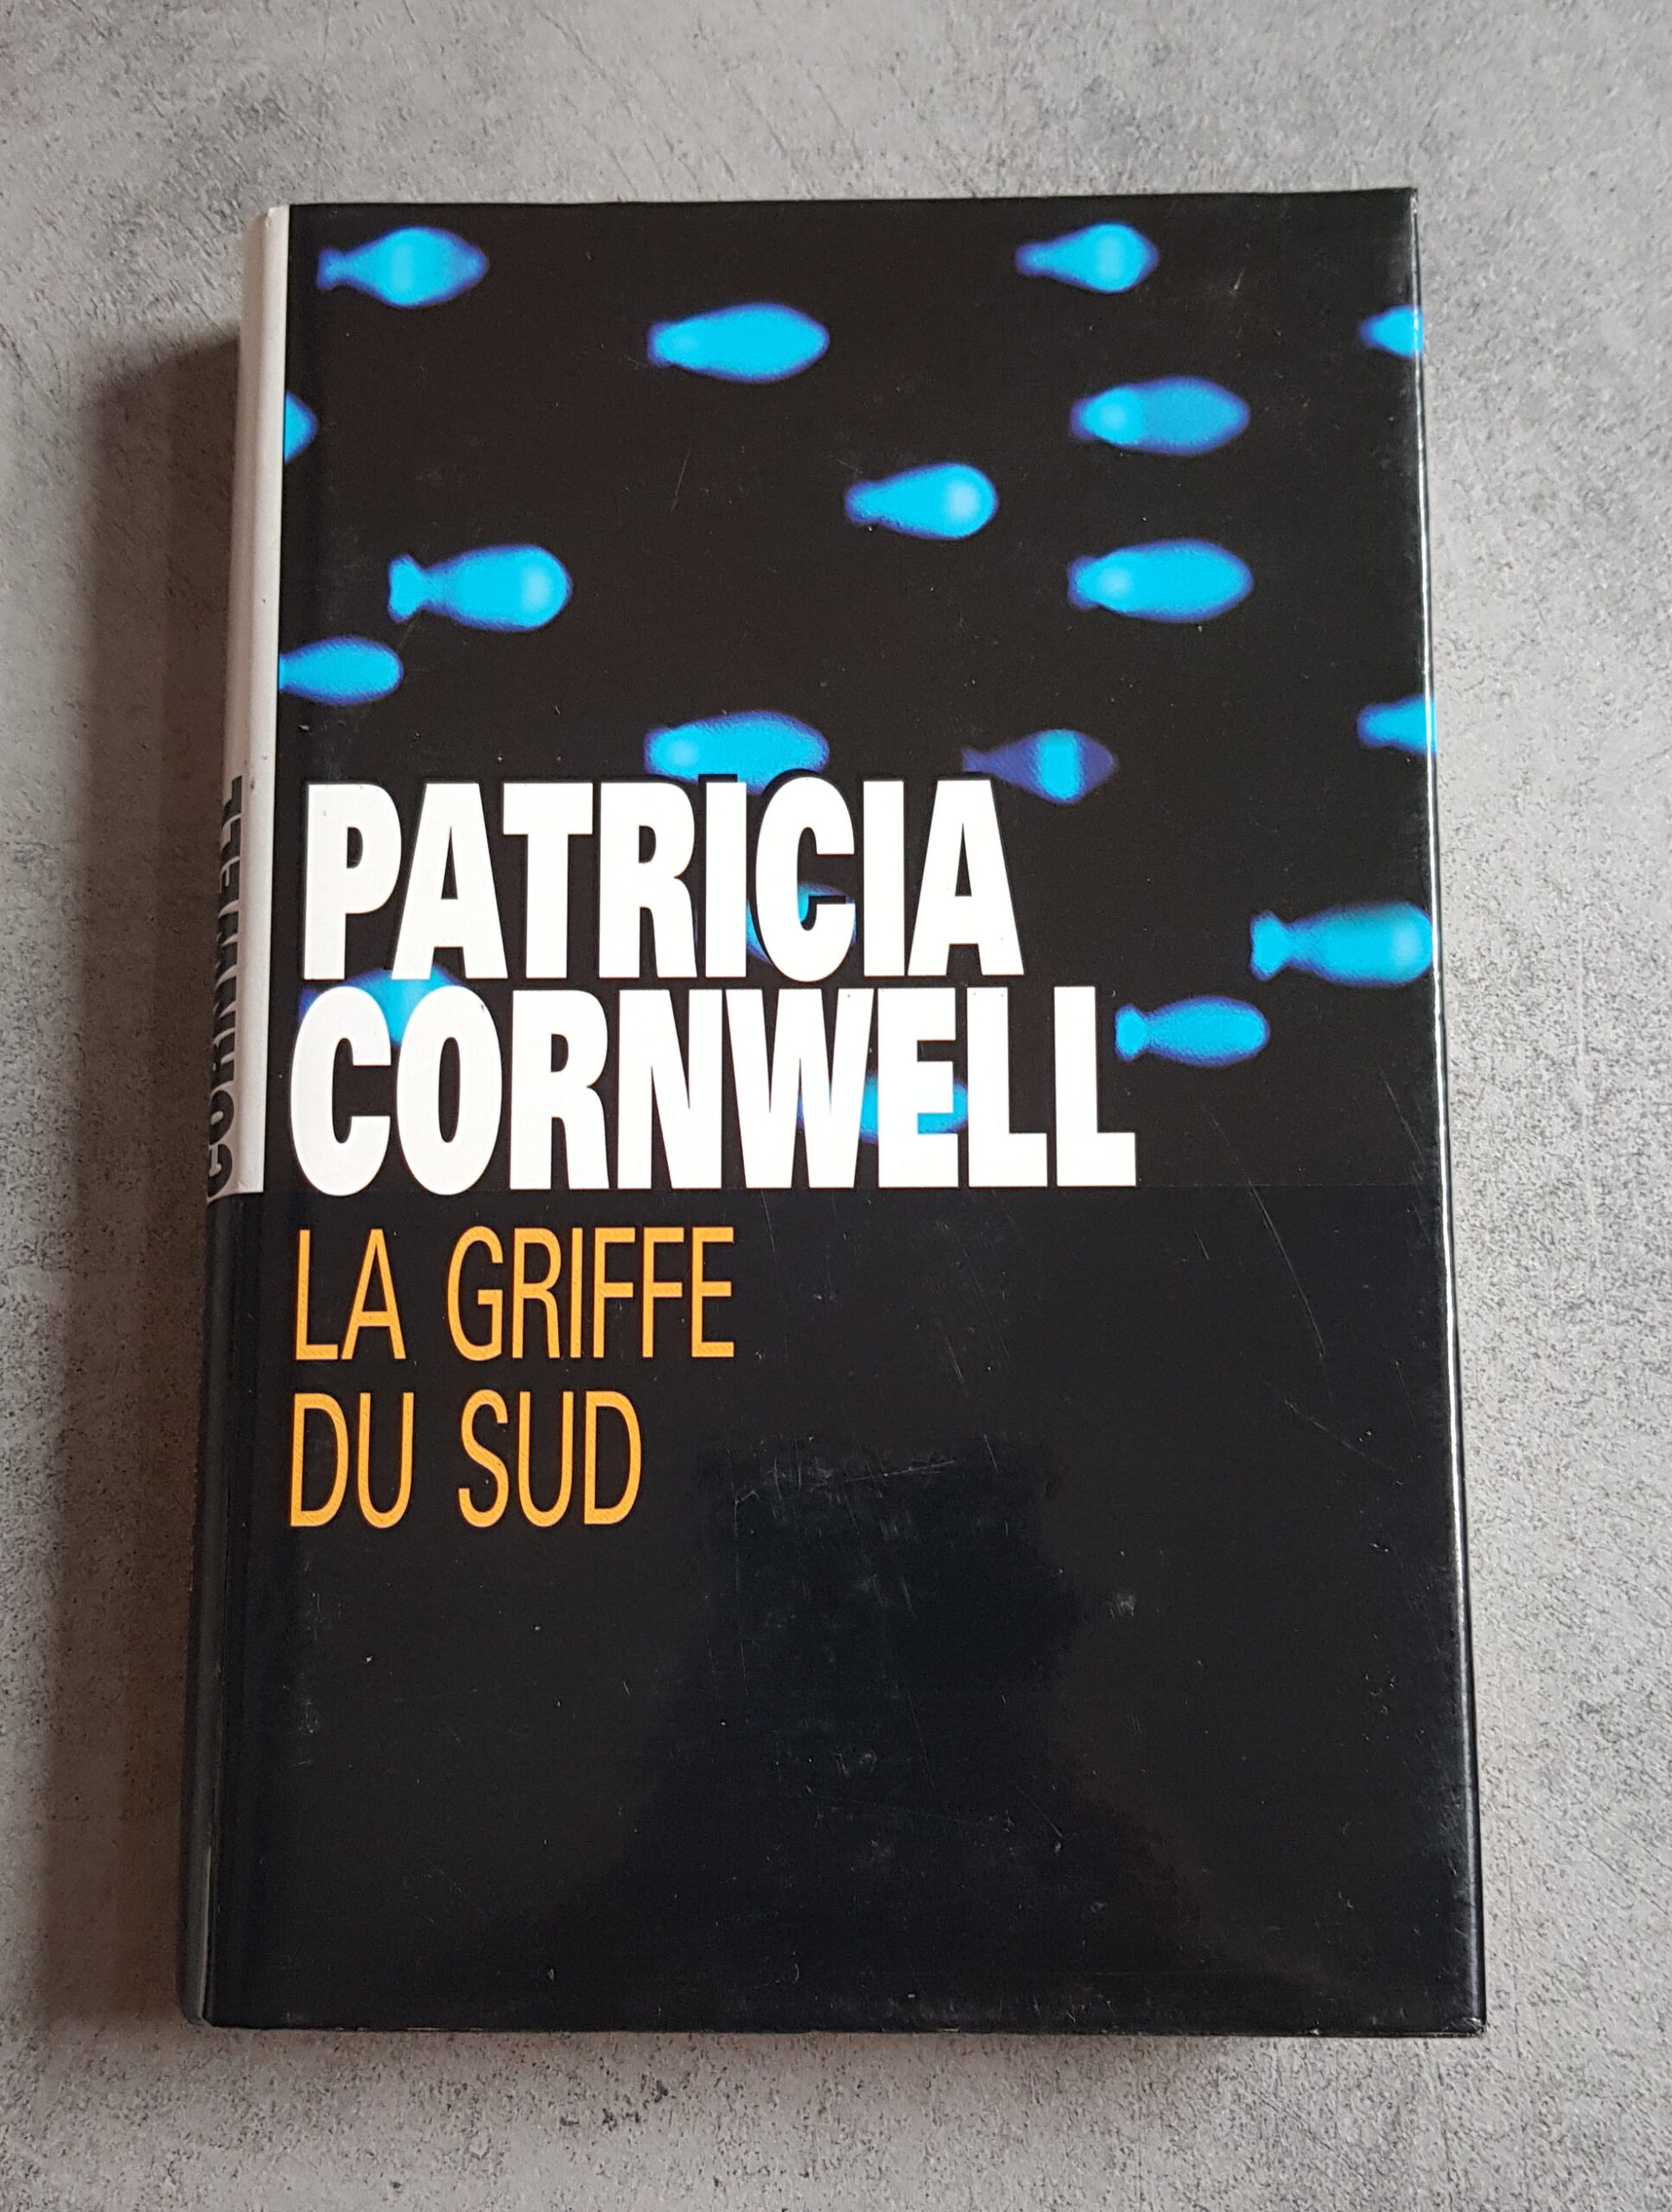 PATRICIA
CORNWELL
LA GRIFFE
DU SUD
CORNWELL